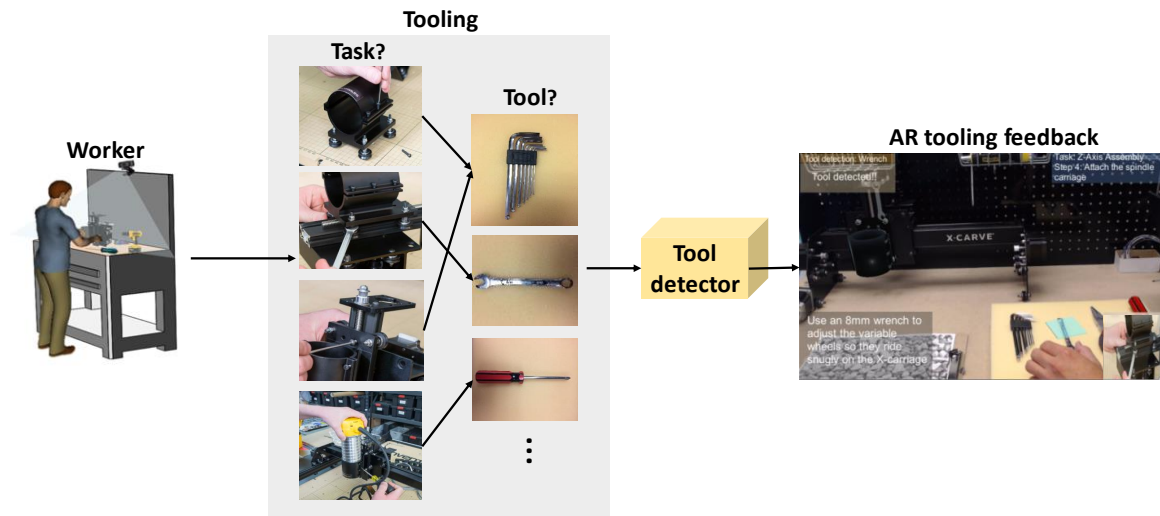 Tooling
Task?
Tool?
Worker
Tool
detector
AR tooling feedback
Tool detection: Wrench
Tool detected!!
Task: Z-Axis Assembly
Step 4: Attach the spindle
carriage
X-CARVE
Use an 8mm wrench to
adjust the variable
wheels so they ride
snugly on the X-carriage